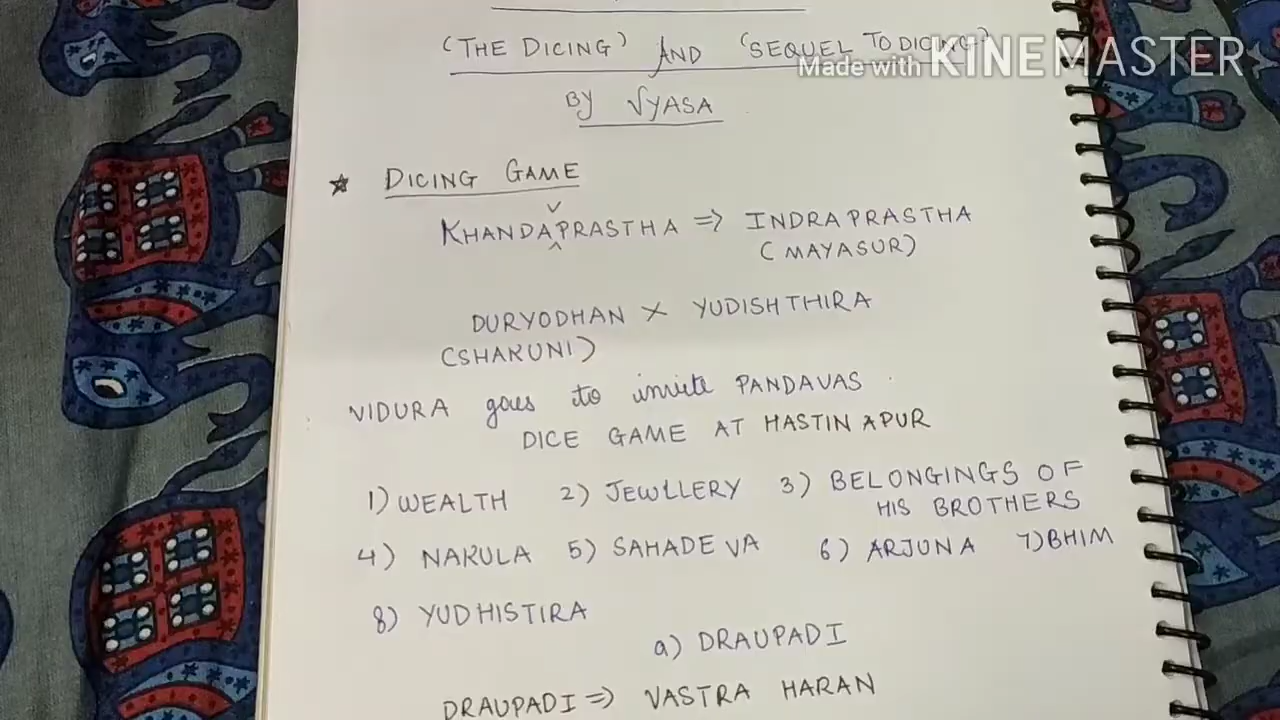 (THE DICING) AND (SEQUEL TO DICING)
Made with KINEMASTER
BY VYASA
☆ DICING GAME
KHANDAPRASTHA => INDRAPRASTHA
V
^
(MAYASUR)
DURYODHAN X YUDISHTHIRA
(SHAKUNI)
VIDURA goes to invite PANDAVAS
DICE GAME AT HASTINAPUR
1) WEALTH 2) JEWLLERY 3) BELONGINGS OF
HIS BROTHERS
4) NAKULA 5) SAHADEVA 6) ARJUNA 7) BHIM
8) YUDHISTIRA
a) DRAUPADI
DRAUPADI => VASTRA HARAN